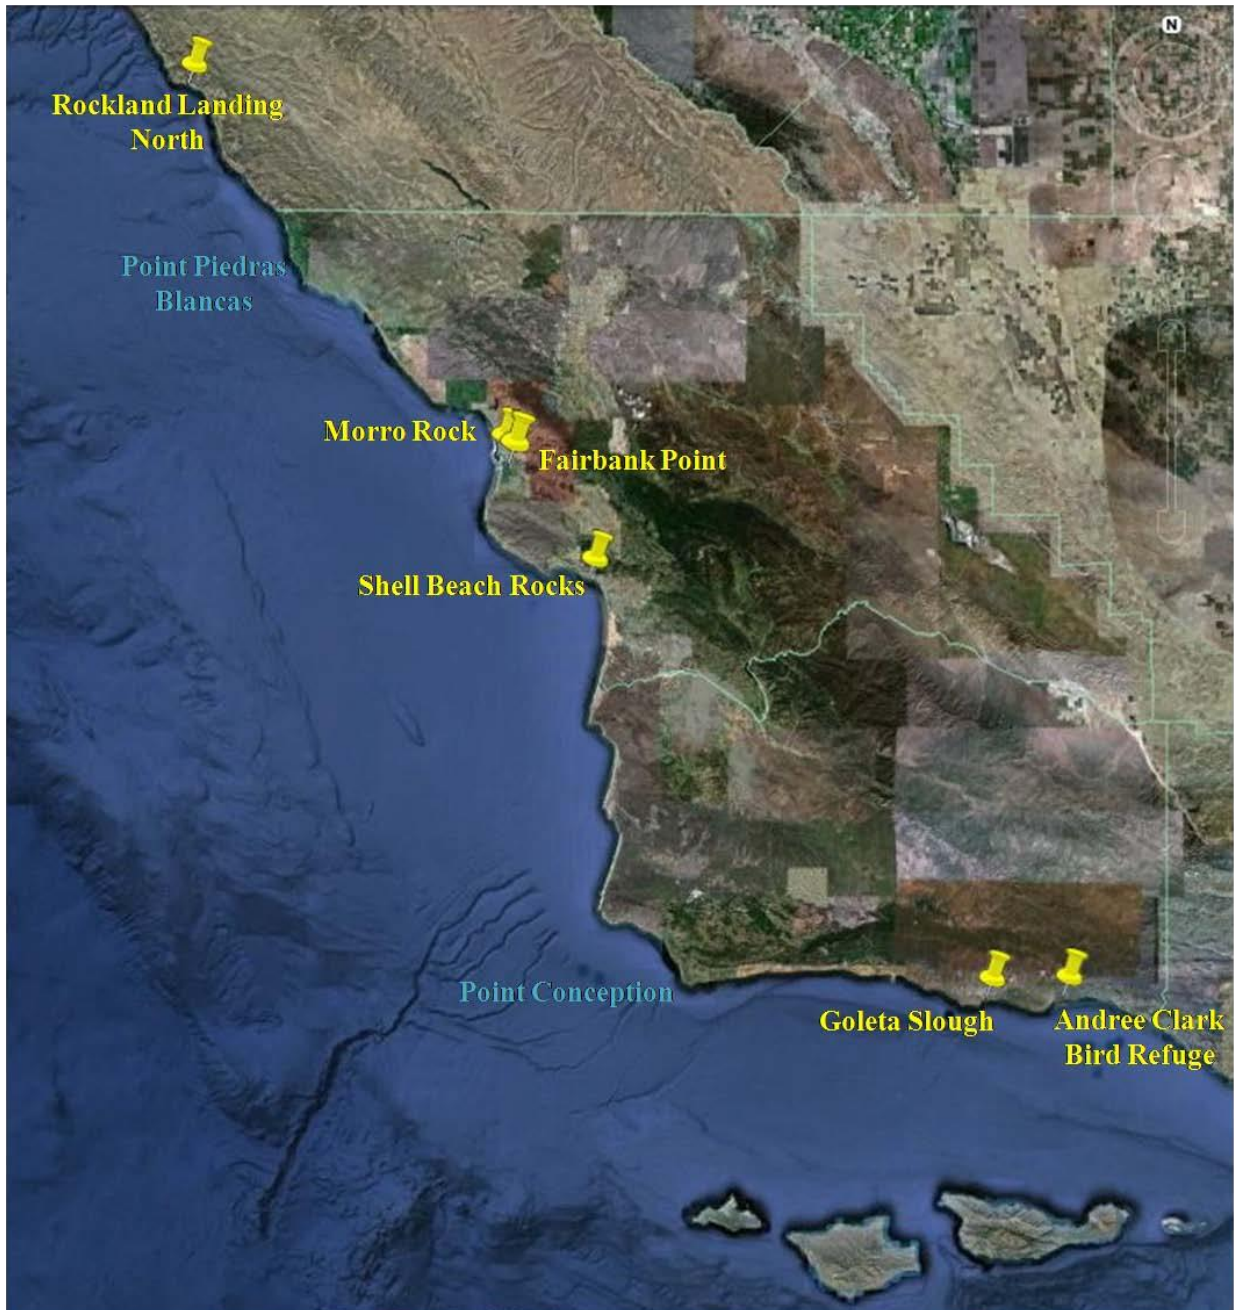 N
Rockland Landing
North
Point Piedras
Blancas
Morro Rock
Fairbank Point
Shell Beach Rocks
Point Conception
Goleta Slough
Andree Clark
Bird Refuge